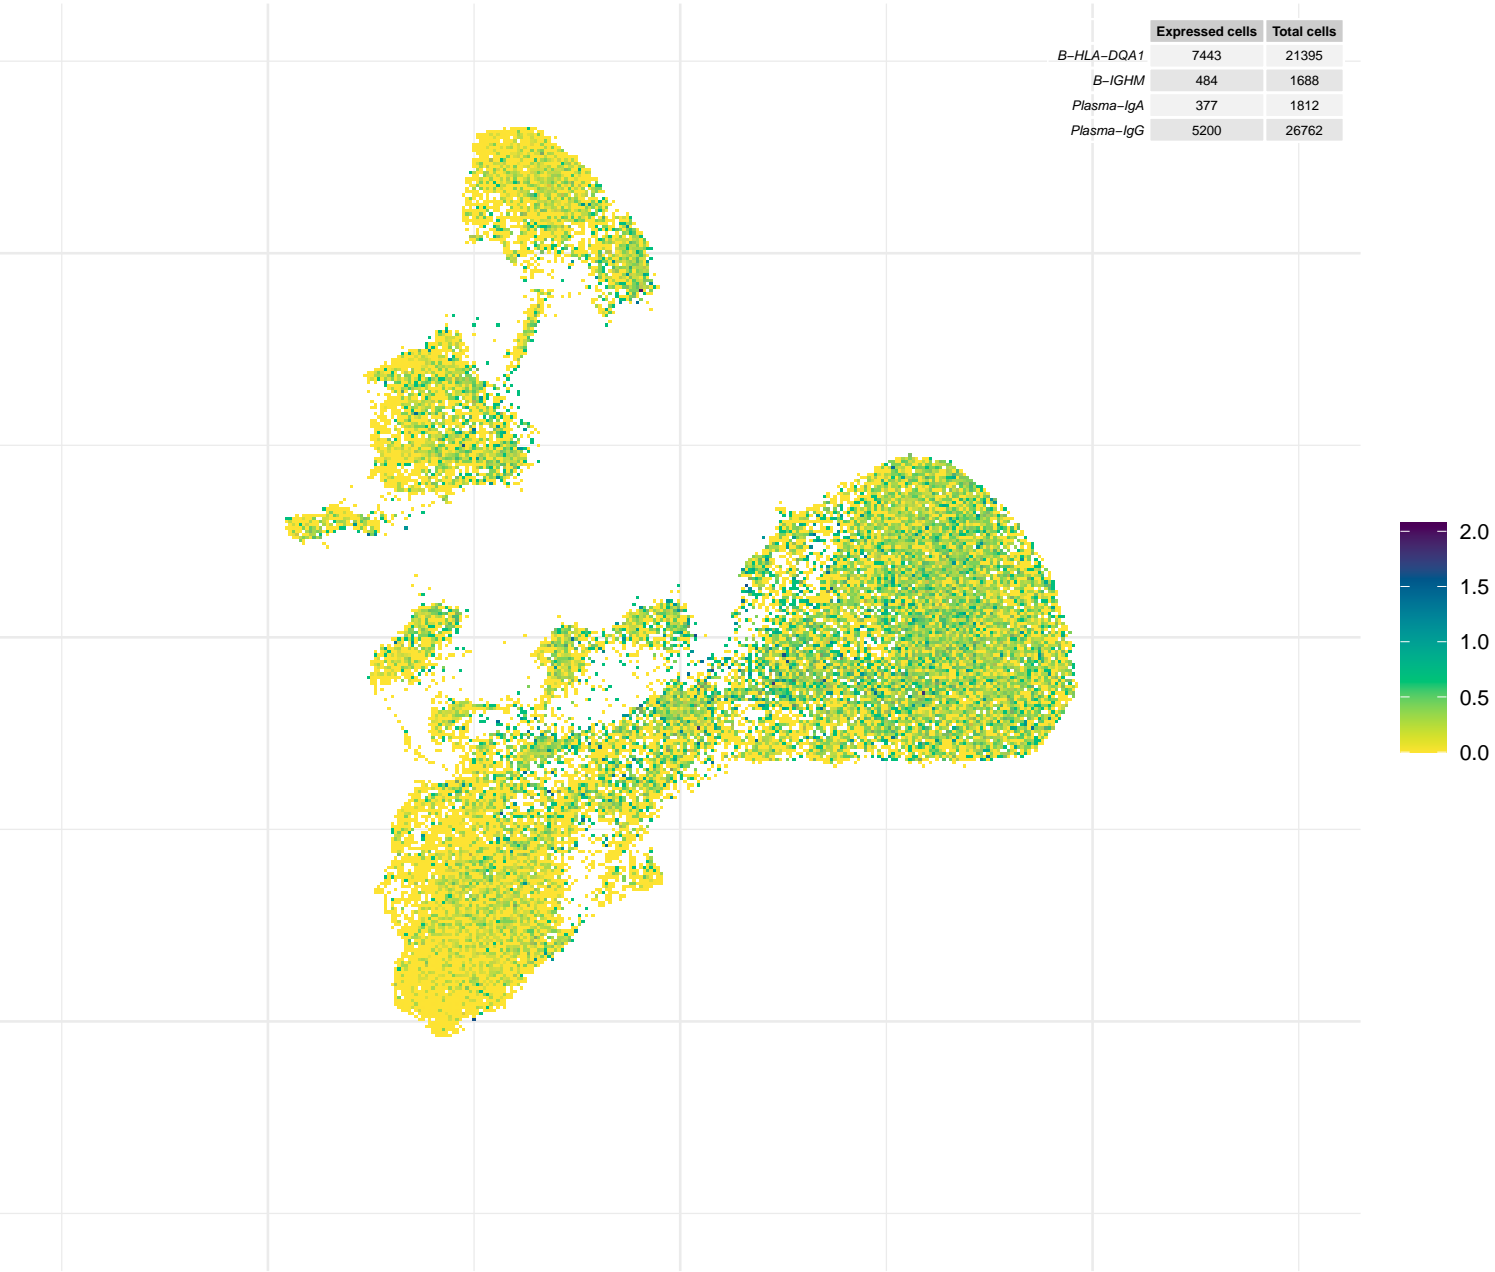 Expressed cells Total cells
B−HLA−DQA1 7443 21395
B−IGHM 484 1688
Plasma−IgA 377 1812
Plasma−IgG 5200 26762
2.0
1.5
1.0
0.5
0.0